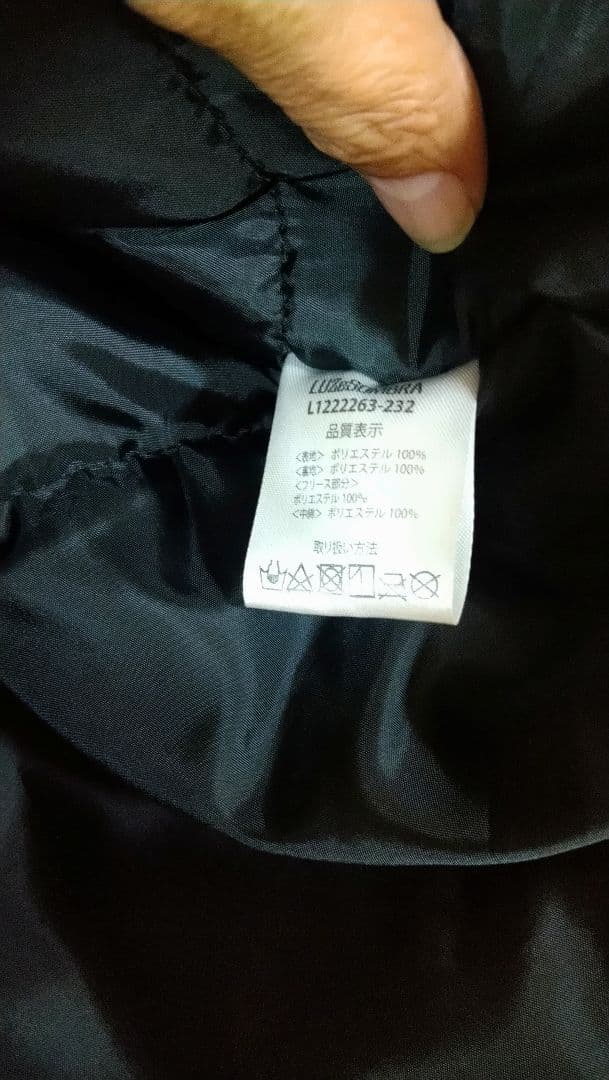 LUZeSOMBRA
L1222263-232
品質表示
<表地> ポリエステル 100%
<裏地> ポリエステル 100%
<フリース部分>
ポリエステル 100%
<中綿> ポリエステル 100%
取り扱い方法